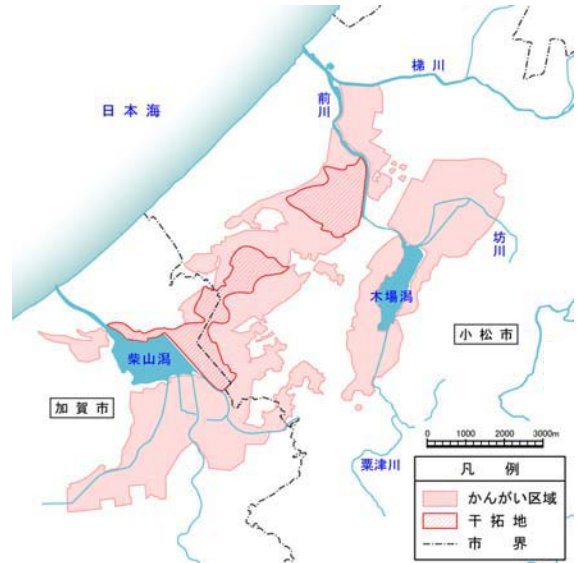 日本海
梯川
前川
坊川
木場潟
小松市
柴山潟
加賀市
粟津川
0 1000 2000 3000m
凡例
かんがい区域
干拓地
市界